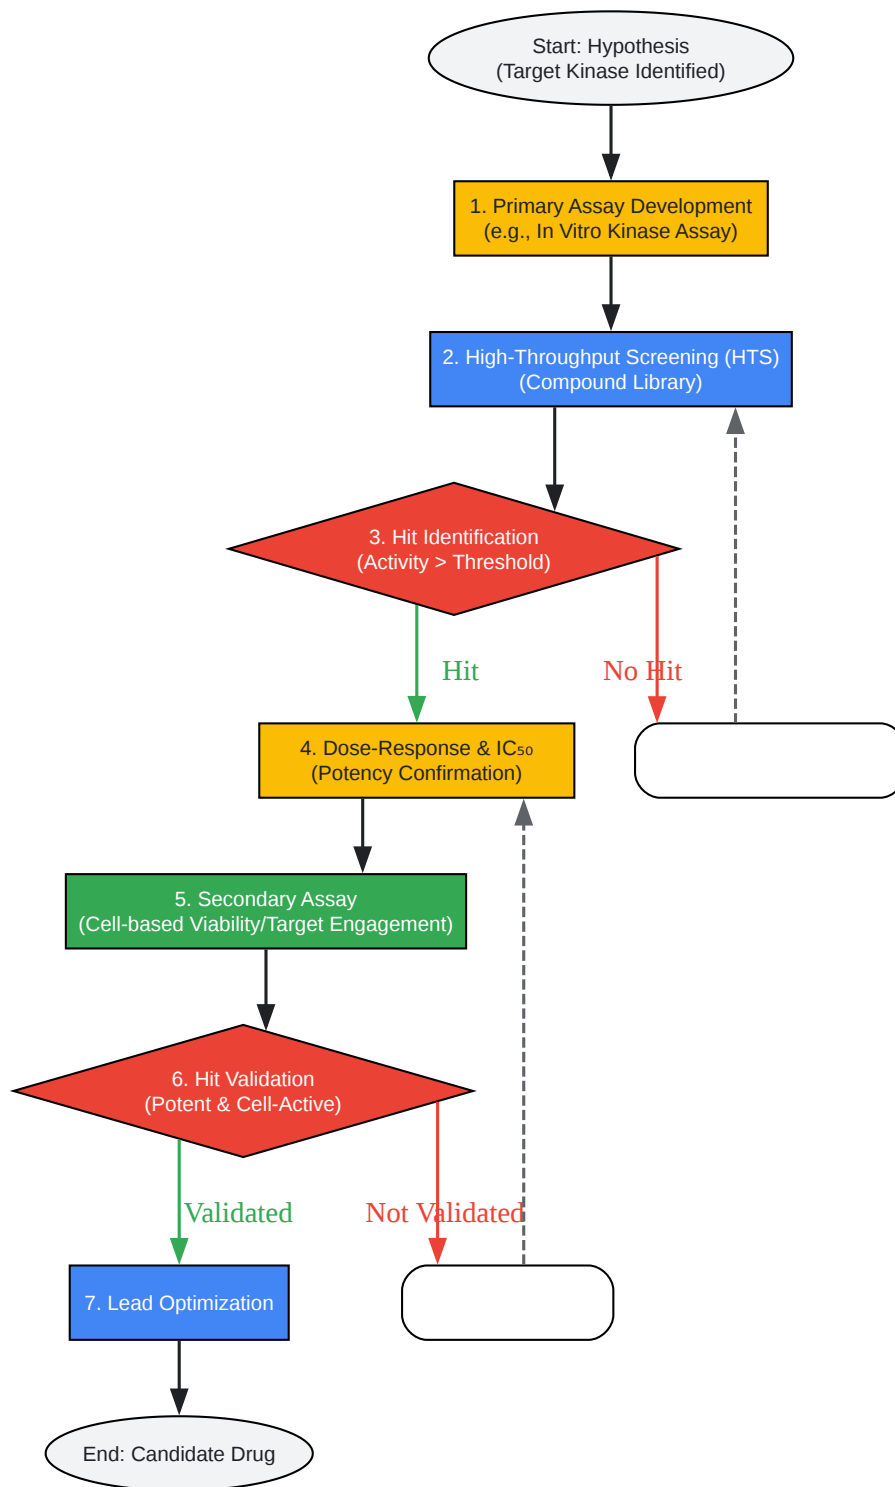 Start: Hypothesis
(Target Kinase Identified)
1. Primary Assay Development
(e.g., In Vitro Kinase Assay)
2. High-Throughput Screening (HTS)
(Compound Library)
3. Hit Identification
(Activity > Threshold)
Hit
No Hit
4. Dose-Response & IC₅₀
(Potency Confirmation)
5. Secondary Assay
(Cell-based Viability/Target Engagement)
6. Hit Validation
(Potent & Cell-Active)
Validated
Not Validated
7. Lead Optimization
End: Candidate Drug